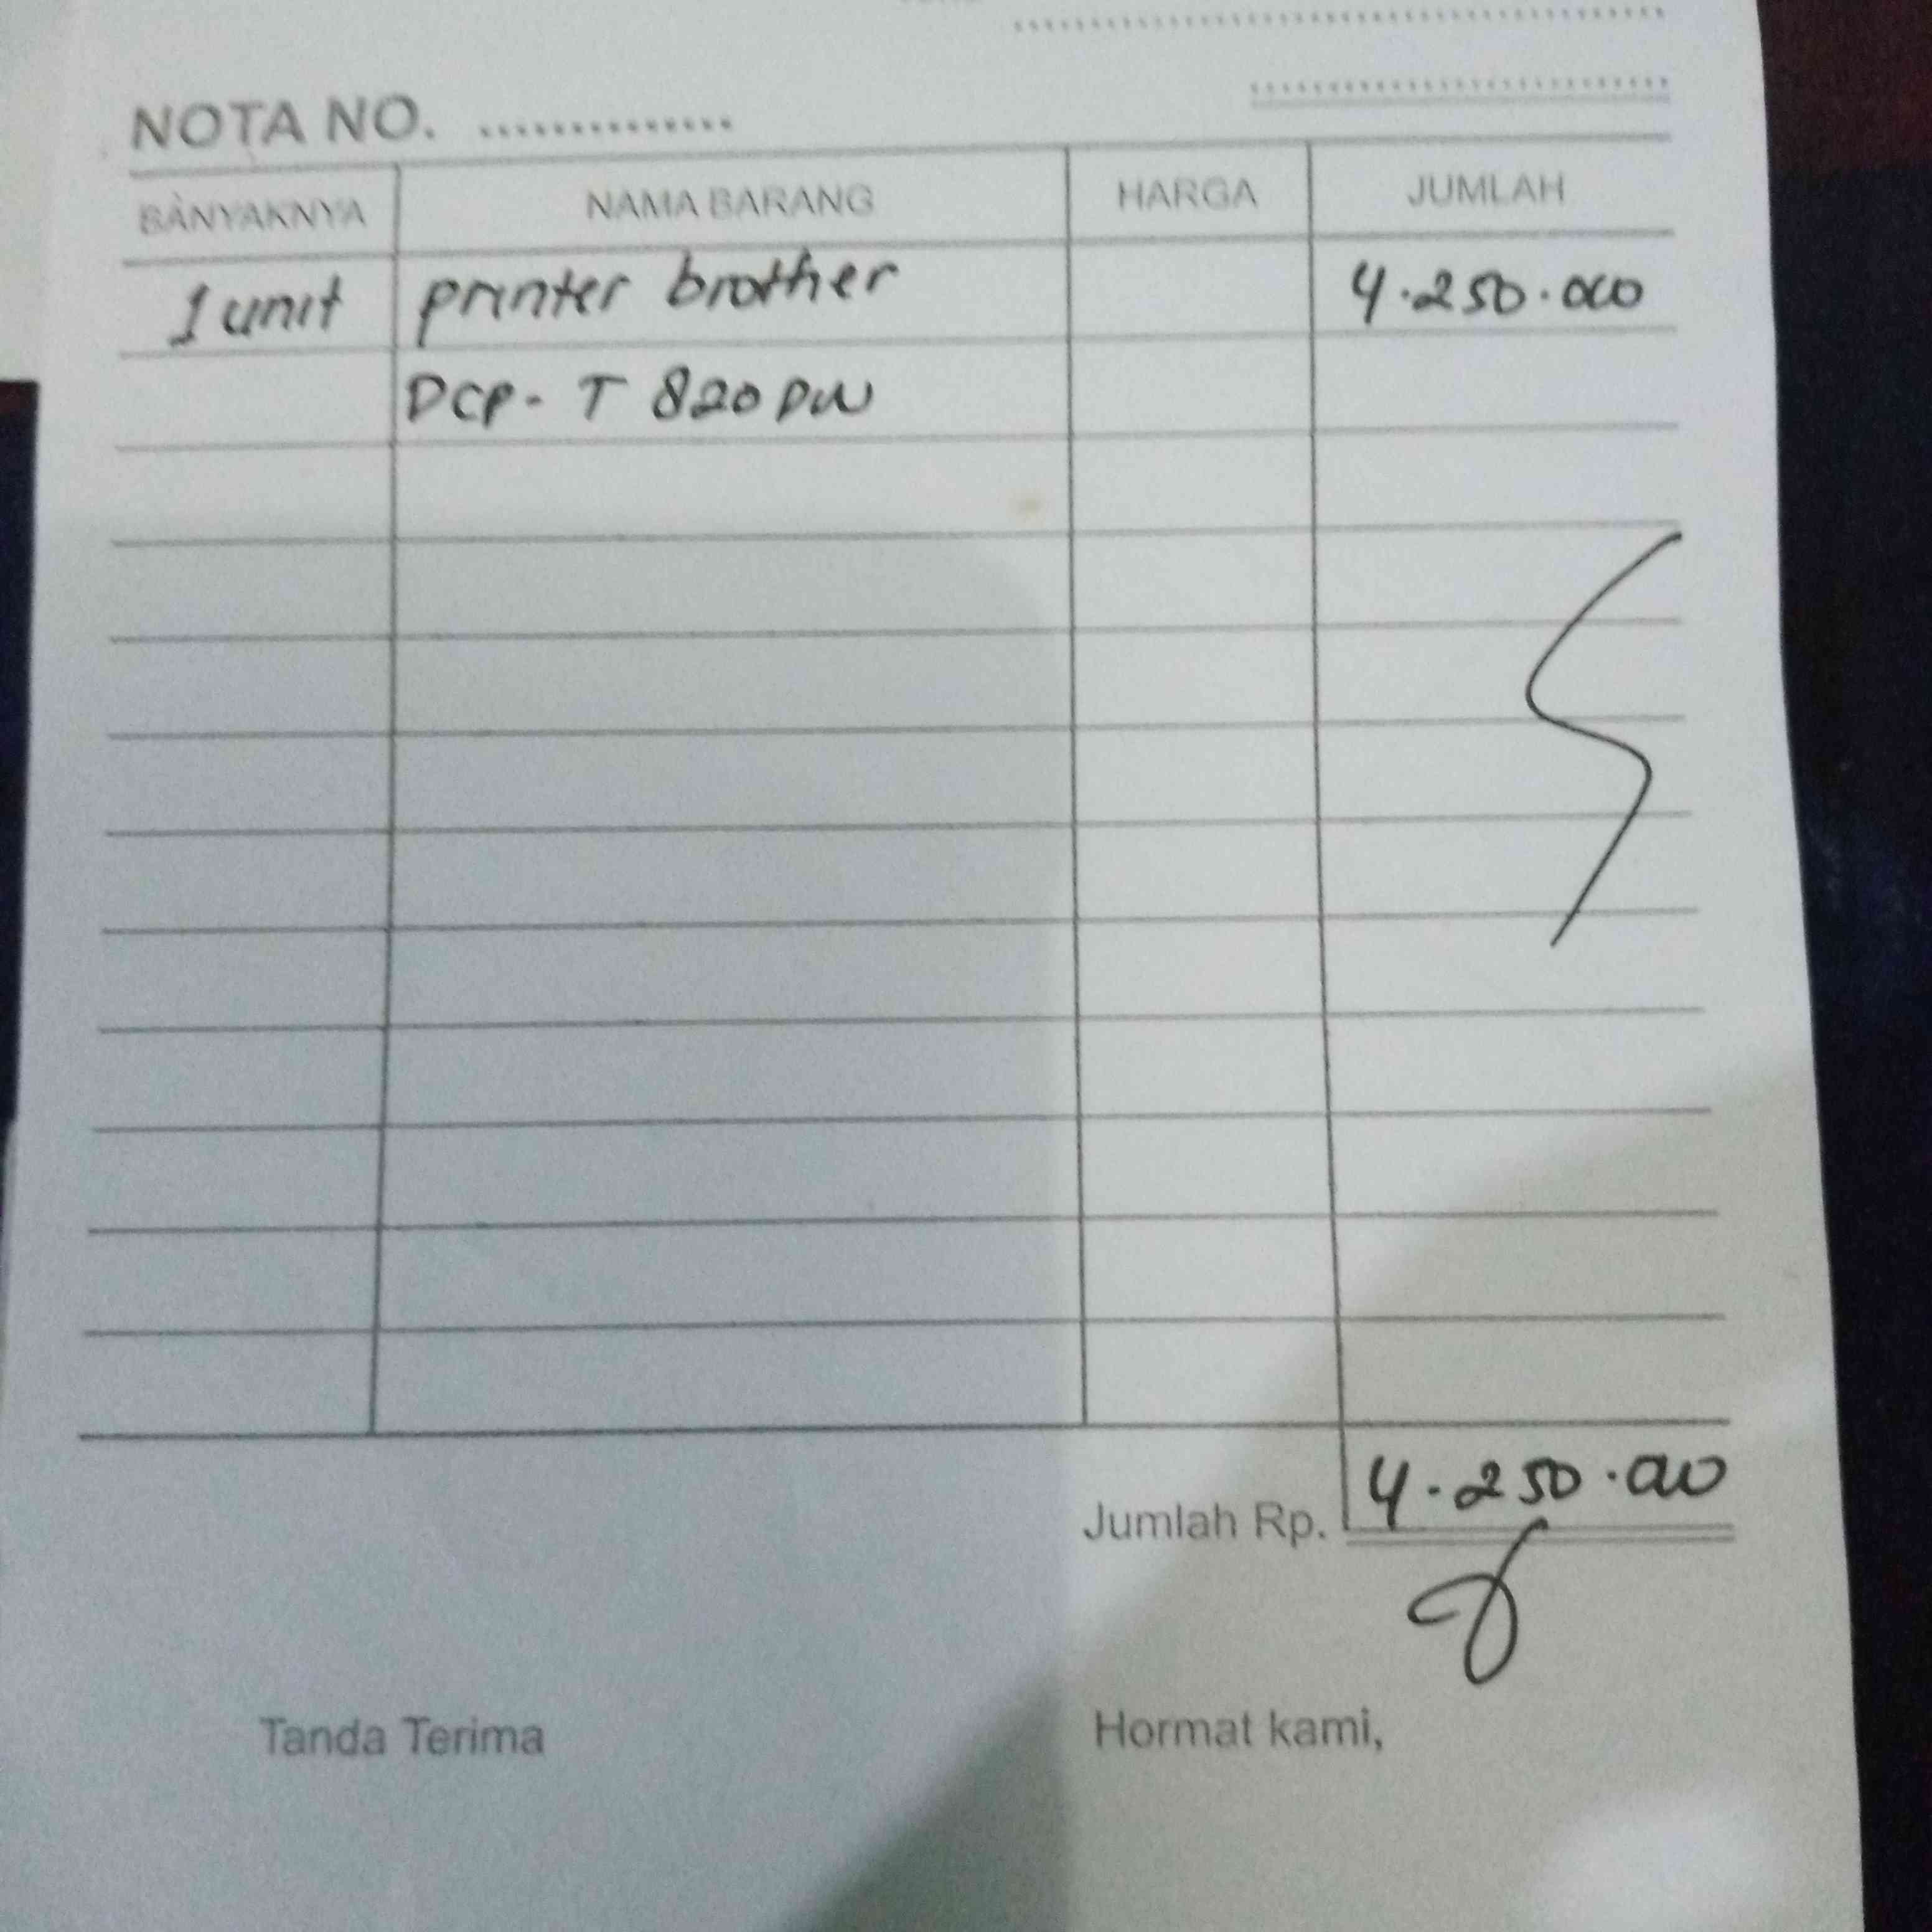 NOTA NO. ..............
BANYAKNYA NAMA BARANG HARGA JUMLAH
1 unit printer brother 4.250.000
DCP- T 820 DW
Jumlah Rp. 4.250.000
Tanda Terima Hormat kami,